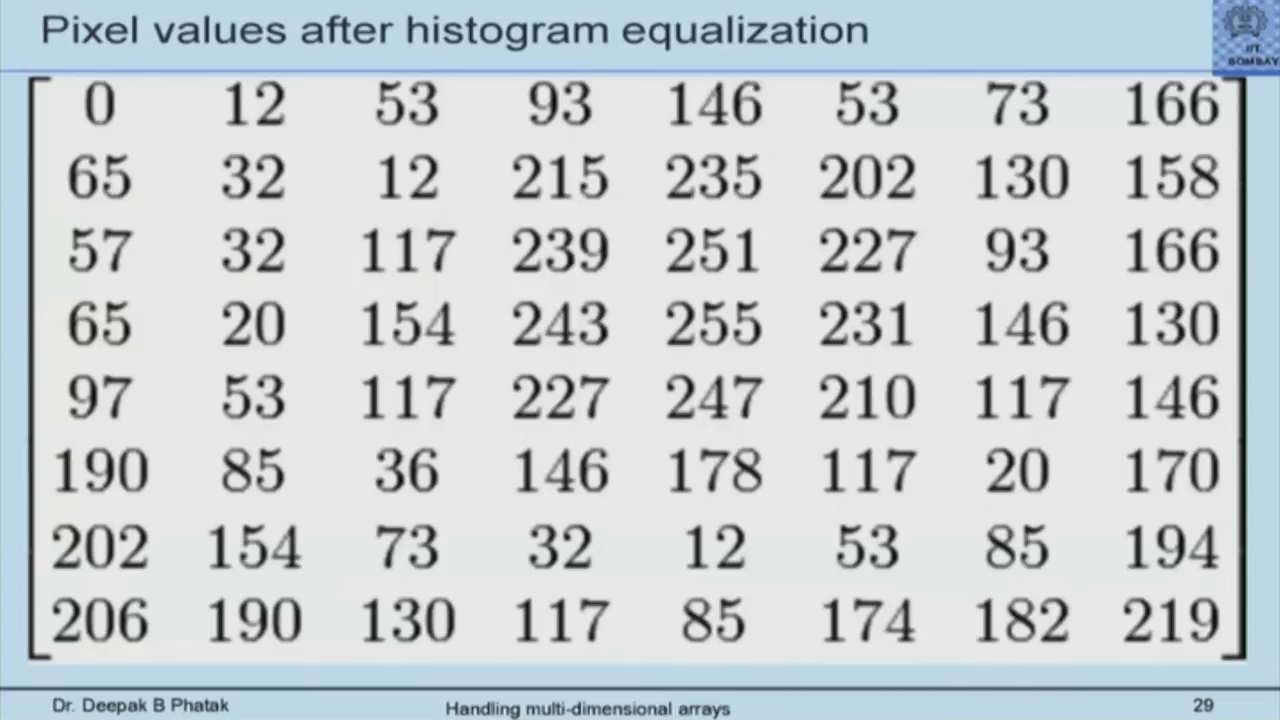 Pixel values after histogram equalization
IIT BOMBAY
0 12 53 93 146 53 73 166
65 32 12 215 235 202 130 158
57 32 117 239 251 227 93 166
65 20 154 243 255 231 146 130
97 53 117 227 247 210 117 146
190 85 36 146 178 117 20 170
202 154 73 32 12 53 85 194
206 190 130 117 85 174 182 219
Dr. Deepak B Phatak Handling multi-dimensional arrays 29